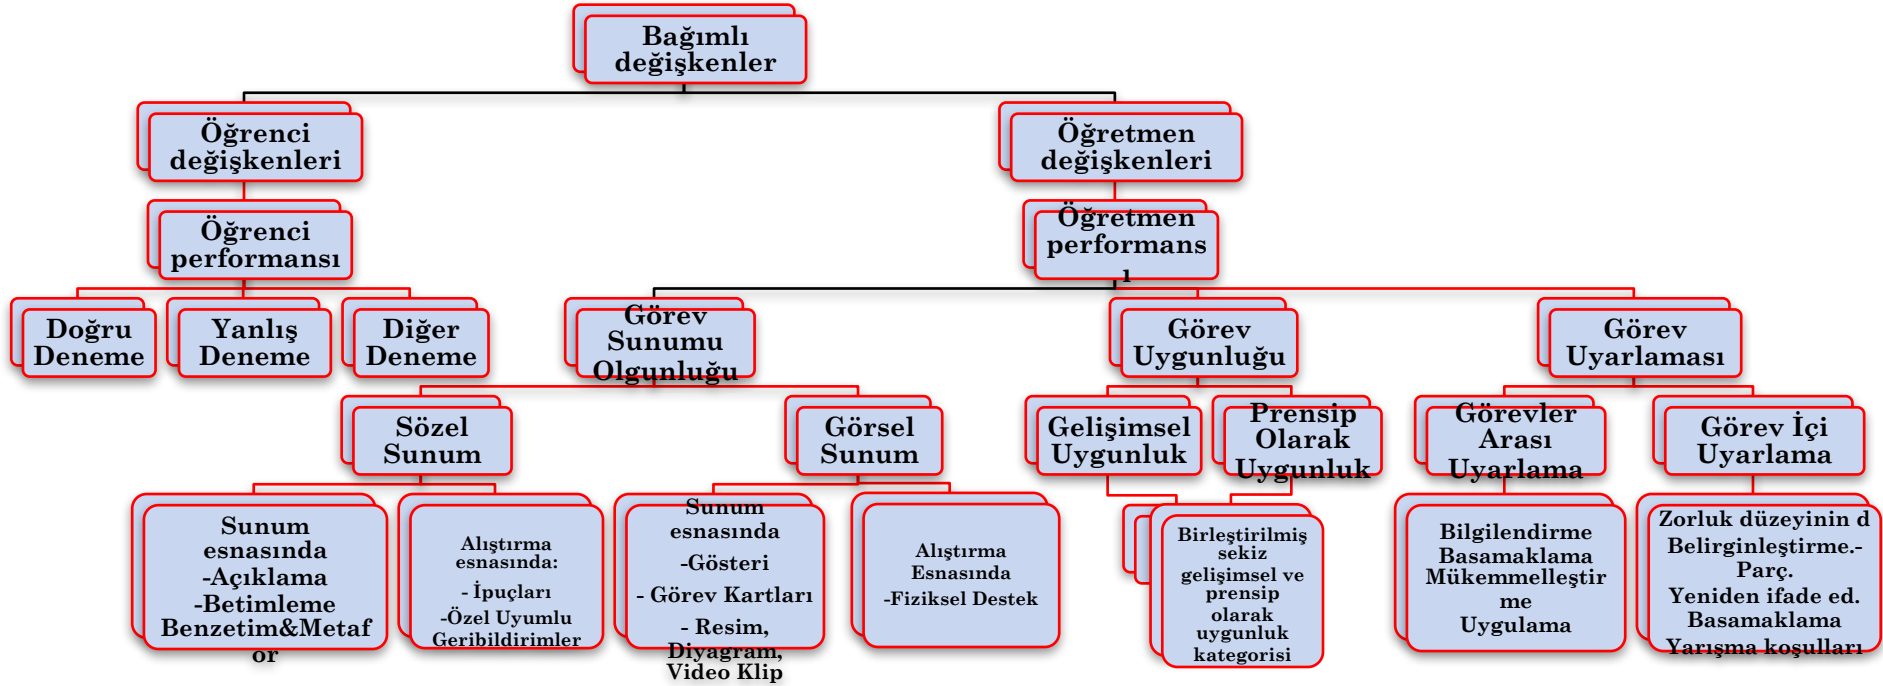 Bağımlı
değişkenler
Öğrenci
değişkenleri
Öğretmen
değişkenleri
Öğrenci
performansı
Öğretmen
performans
ı
Doğru
Deneme
Yanlış
Deneme
Diğer
Deneme
Görev
Sunumu
Olgunluğu
Görev
Uygunluğu
Görev
Uyarlaması
Sözel
Sunum
Görsel
Sunum
Gelişimsel
Uygunluk
Prensip
Olarak
Uygunluk
Görevler
Arası
Uyarlama
Görev İçi
Uyarlama
Sunum
esnasında
-Açıklama
-Betimleme
Benzetim&Metaf
or
Alıştırma
esnasında:
- İpuçları
-Özel Uyumlu
Geribildirimler
Sunum
esnasında
-Gösteri
- Görev Kartları
- Resim,
Diyagram,
Video Klip
Alıştırma
Esnasında
-Fiziksel Destek
Birleştirilmiş
sekiz
gelişimsel ve
prensip
olarak
uygunluk
kategorisi
Bilgilendirme
Basamaklama
Mükemmelleştir
me
Uygulama
Zorluk düzeyinin d
Belirginleştirme.-
Parç.
Yeniden ifade ed.
Basamaklama
Yarışma koşulları